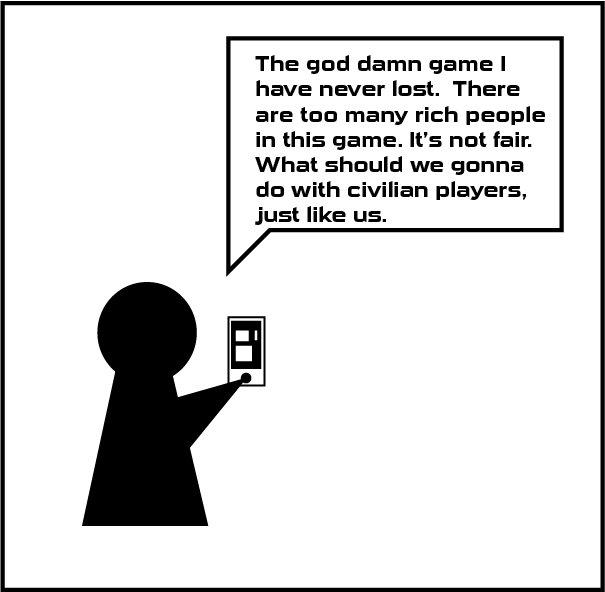 The god damn game I
have never lost.  There
are too many rich people
in this game. It's not fair.
What should we gonna
do with civilian players,
just like us.